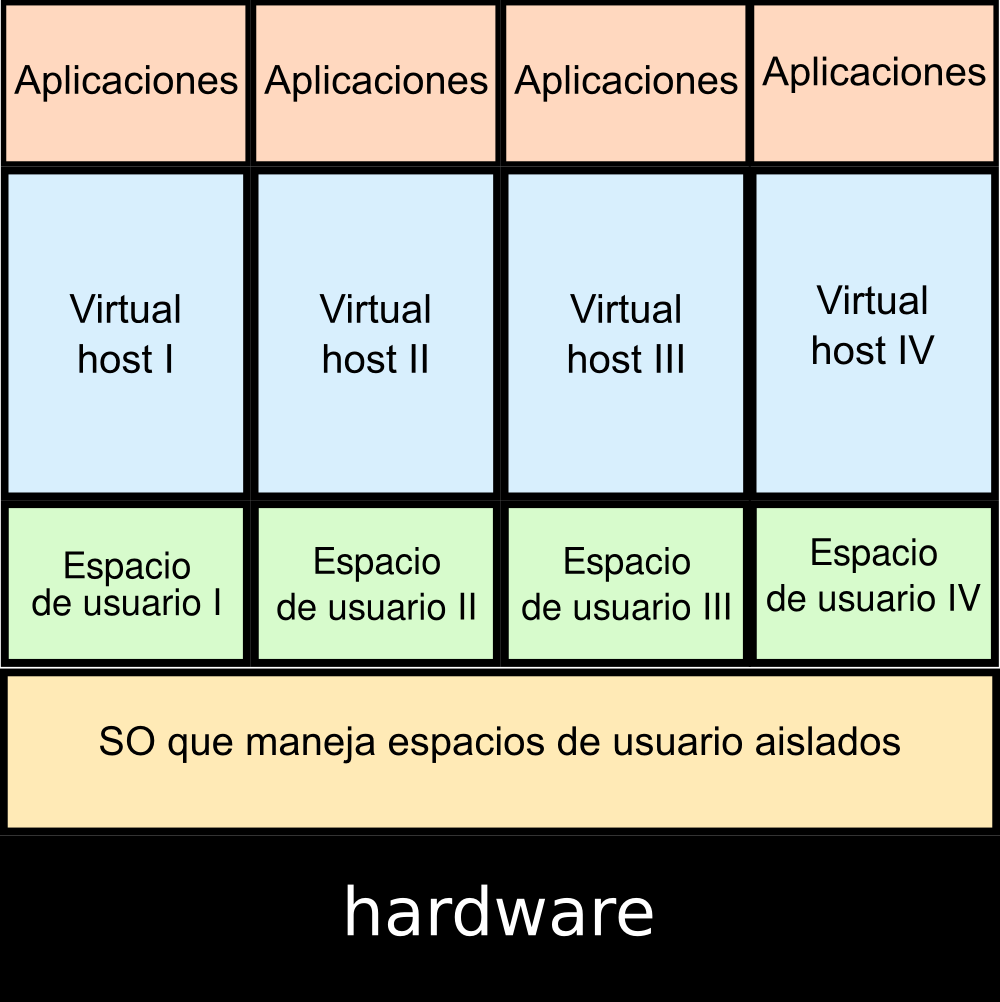 Aplicaciones
Aplicaciones
Aplicaciones
Aplicaciones
Virtual
host I
Virtual
host II
Virtual
host III
Virtual
host IV
Espacio
de usuario I
Espacio
de usuario II
Espacio
de usuario III
Espacio
de usuario IV
SO que maneja espacios de usuario aislados
hardware